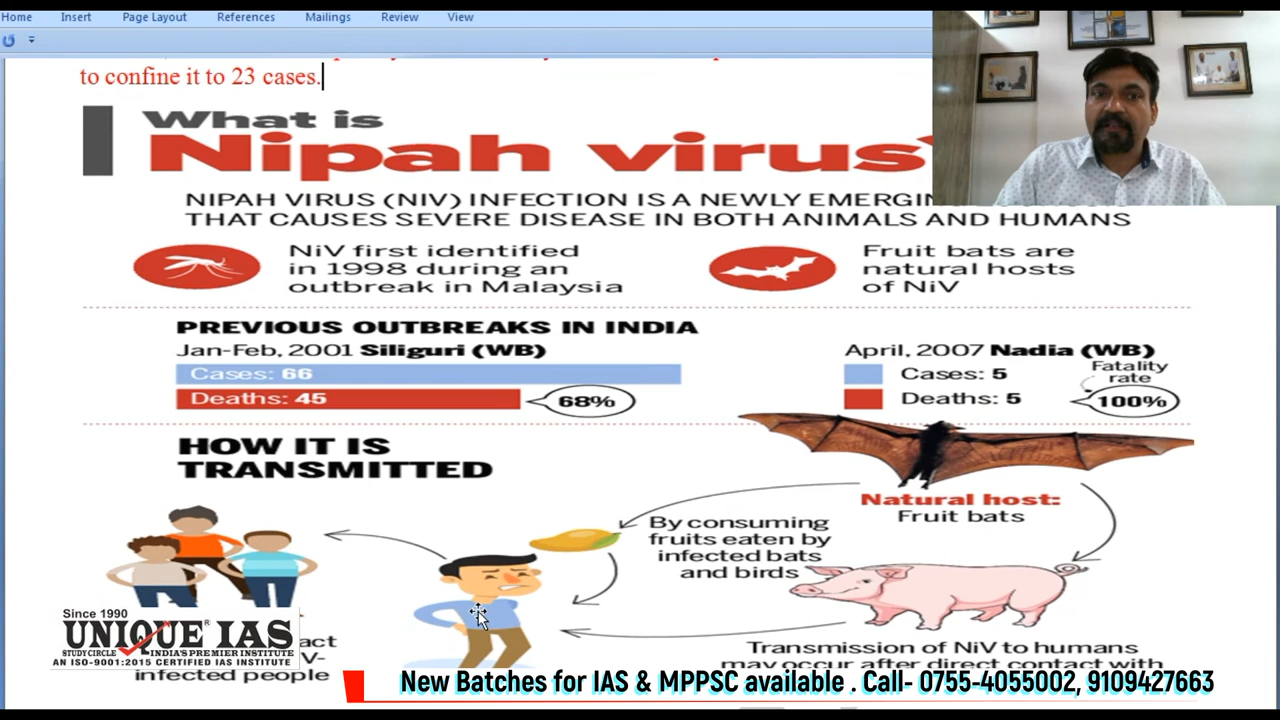 Home Insert Page Layout References Mailings Review View
to confine it to 23 cases.
What is
Nipah virus
NIPAH VIRUS (NIV) INFECTION IS A NEWLY
THAT CAUSES SEVERE DISEASE IN BOTH ANIMALS AND HUMANS
NiV first identified
in 1998 during an
outbreak in Malaysia
Fruit bats are
natural hosts
of NiV
PREVIOUS OUTBREAKS IN INDIA
Jan-Feb, 2001 Siliguri (WB)
Cases: 66
Deaths: 45
68%
April, 2007 Nadia (WB)
Cases: 5
Fatality
rate
Deaths: 5
100%
HOW IT IS
TRANSMITTED
Natural host:
Fruit bats
By consuming
fruits eaten by
infected bats
and birds
Transmission of NiV to humans
may occur after direct contact with
infected people
Since 1990
UNIQUE® IAS
STUDY CIRCLE INDIA'S PREMIER INSTITUTE
AN ISO-9001:2015 CERTIFIED IAS INSTITUTE
New Batches for IAS & MPPSC available . Call- 0755-4055002, 9109427663